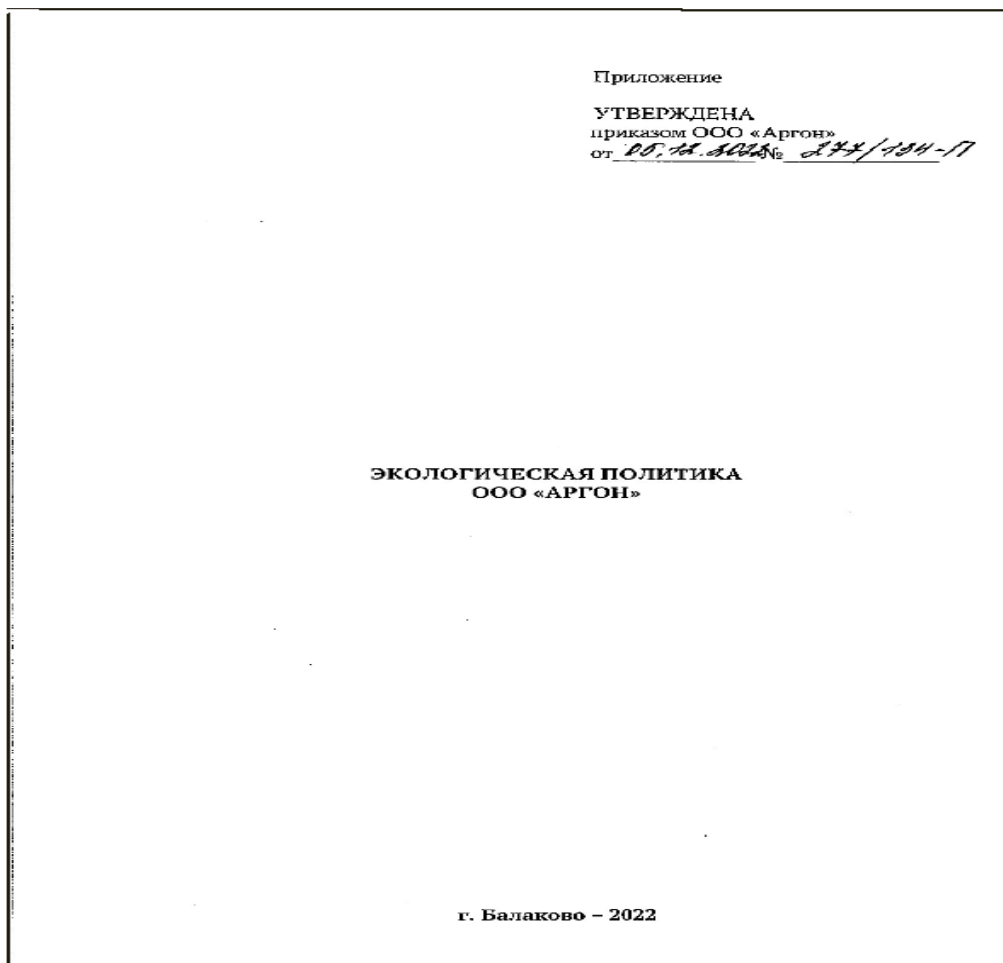 Приложение
УТВЕРЖДЕНА
приказом ООО «Аргон»
от 05.12.2022 № 277/134-П
ЭКОЛОГИЧЕСКАЯ ПОЛИТИКА
ООО «АРГОН»
г. Балаково – 2022